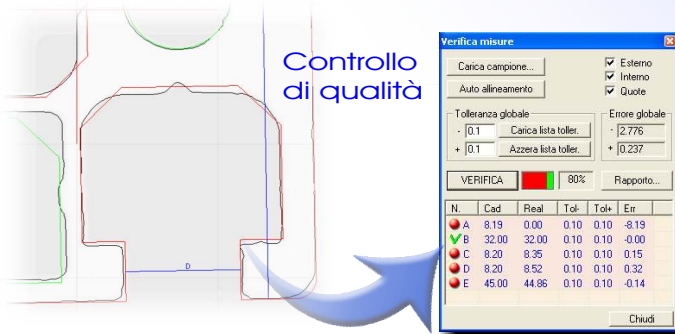 Controllo
di qualità
D
Verifica misure
Carica campione...
Auto allineamento
Esterno
Interno
Quote
Tolleranza globale
- 0.1 Carica lista toller.
+ 0.1 Azzera lista toller.
Errore globale
- 2.776
+ 0.237
VERIFICA 80% Rapporto...
N. Cad Real Tol- Tol+ Err
A 8.19 0.00 0.10 0.10 -8.19
B 32.00 32.00 0.10 0.10 -0.00
C 8.20 8.35 0.10 0.10 0.15
D 8.20 8.52 0.10 0.10 0.32
E 45.00 44.86 0.10 0.10 -0.14
Chiudi